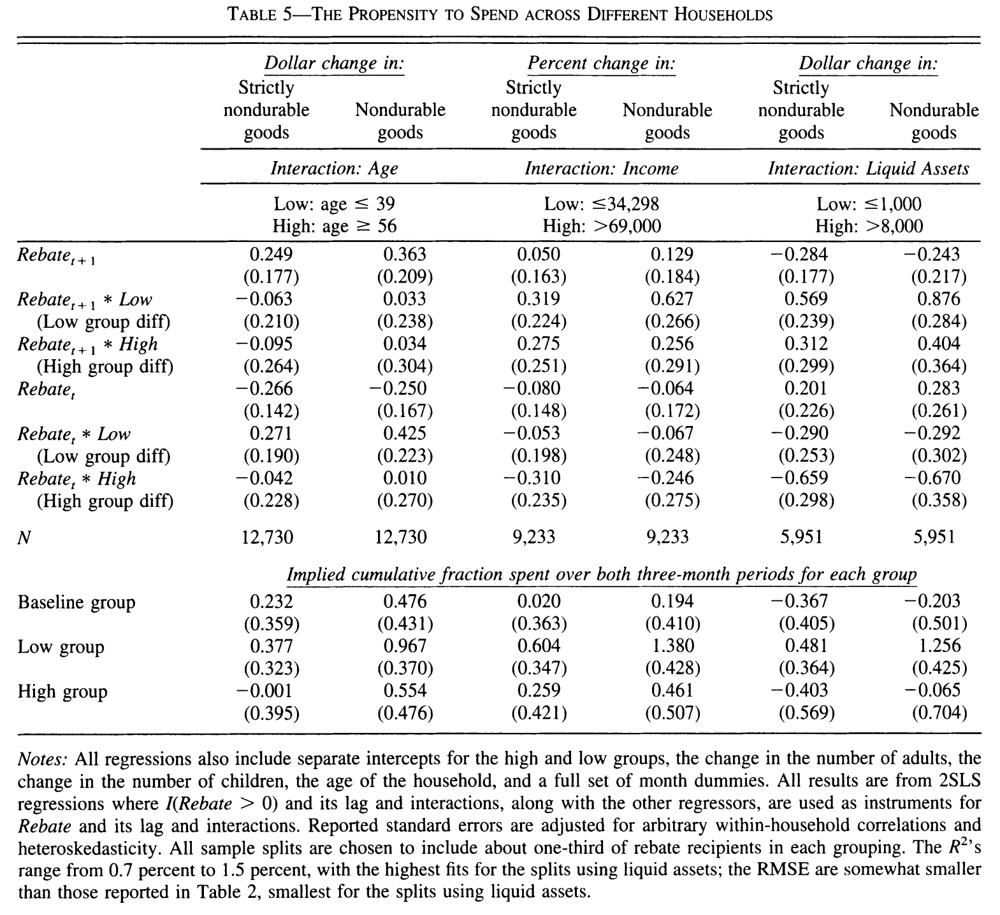 TABLE 5—THE PROPENSITY TO SPEND ACROSS DIFFERENT HOUSEHOLDS
Dollar change in: Percent change in: Dollar change in:
Strictly Strictly Strictly
nondurable Nondurable nondurable Nondurable nondurable Nondurable
goods goods goods goods goods goods
Interaction: Age Interaction: Income Interaction: Liquid Assets
Low: age ≤ 39 Low: ≤34,298 Low: ≤1,000
High: age ≥ 56 High: >69,000 High: >8,000
Rebate_{t + 1} 0.249 0.363 0.050 0.129 −0.284 −0.243
(0.177) (0.209) (0.163) (0.184) (0.177) (0.217)
Rebate_{t + 1} * Low −0.063 0.033 0.319 0.627 0.569 0.876
(Low group diff) (0.210) (0.238) (0.224) (0.266) (0.239) (0.284)
Rebate_{t + 1} * High −0.095 0.034 0.275 0.256 0.312 0.404
(High group diff) (0.264) (0.304) (0.251) (0.291) (0.299) (0.364)
Rebate_t −0.266 −0.250 −0.080 −0.064 0.201 0.283
(0.142) (0.167) (0.148) (0.172) (0.226) (0.261)
Rebate_t * Low 0.271 0.425 −0.053 −0.067 −0.290 −0.292
(Low group diff) (0.190) (0.223) (0.198) (0.248) (0.253) (0.302)
Rebate_t * High −0.042 0.010 −0.310 −0.246 −0.659 −0.670
(High group diff) (0.228) (0.270) (0.235) (0.275) (0.298) (0.358)
N 12,730 12,730 9,233 9,233 5,951 5,951
Implied cumulative fraction spent over both three-month periods for each group
Baseline group 0.232 0.476 0.020 0.194 −0.367 −0.203
(0.359) (0.431) (0.363) (0.410) (0.405) (0.501)
Low group 0.377 0.967 0.604 1.380 0.481 1.256
(0.323) (0.370) (0.347) (0.428) (0.364) (0.425)
High group −0.001 0.554 0.259 0.461 −0.403 −0.065
(0.395) (0.476) (0.421) (0.507) (0.569) (0.704)
Notes: All regressions also include separate intercepts for the high and low groups, the change in the number of adults, the
change in the number of children, the age of the household, and a full set of month dummies. All results are from 2SLS
regressions where I(Rebate > 0) and its lag and interactions, along with the other regressors, are used as instruments for
Rebate and its lag and interactions. Reported standard errors are adjusted for arbitrary within-household correlations and
heteroskedasticity. All sample splits are chosen to include about one-third of rebate recipients in each grouping. The R²'s
range from 0.7 percent to 1.5 percent, with the highest fits for the splits using liquid assets; the RMSE are somewhat smaller
than those reported in Table 2, smallest for the splits using liquid assets.